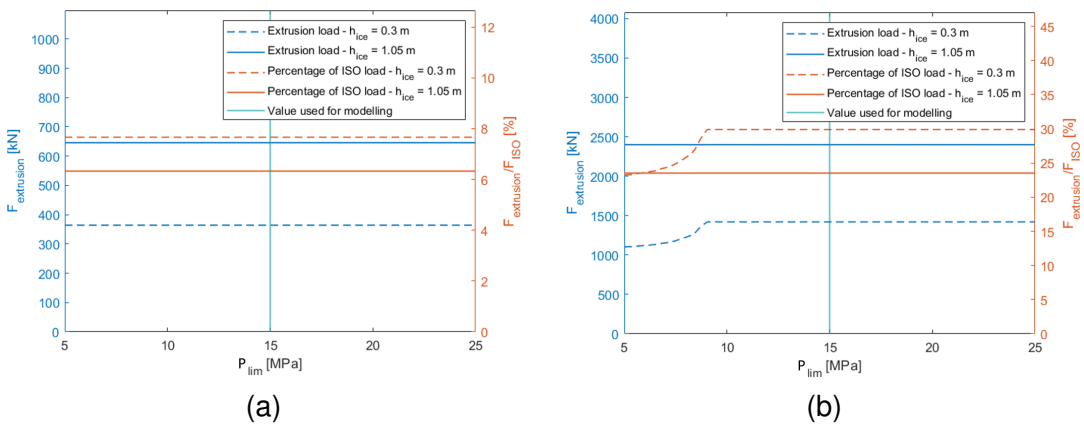 Extrusion load - h_ice = 0.3 m
Extrusion load - h_ice = 1.05 m
Percentage of ISO load - h_ice = 0.3 m
Percentage of ISO load - h_ice = 1.05 m
Value used for modelling
F_extrusion [kN]
1000
900
800
700
600
500
400
300
200
100
0
F_extrusion/F_ISO [%]
12
10
8
6
4
2
0
5 10 15 20 25
P_lim [MPa]
(a)
Extrusion load - h_ice = 0.3 m
Extrusion load - h_ice = 1.05 m
Percentage of ISO load - h_ice = 0.3 m
Percentage of ISO load - h_ice = 1.05 m
Value used for modelling
F_extrusion [kN]
4000
3500
3000
2500
2000
1500
1000
500
0
F_extrusion/F_ISO [%]
45
40
35
30
25
20
15
10
5
0
5 10 15 20 25
P_lim [MPa]
(b)